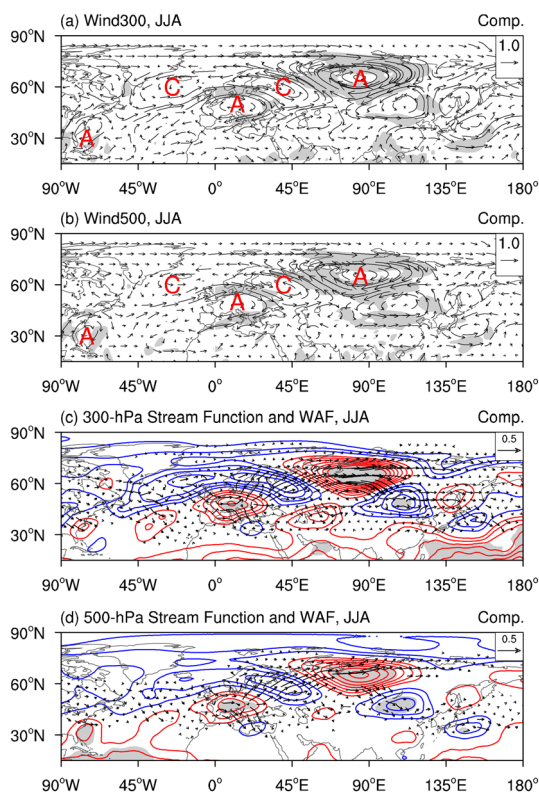 (a) Wind300, JJA Comp.
90°N 1.0
60°N C C A
A
30°N A
90°W 45°W 0° 45°E 90°E 135°E 180°
(b) Wind500, JJA Comp.
90°N 1.0
60°N C C A
A
30°N A
90°W 45°W 0° 45°E 90°E 135°E 180°
(c) 300-hPa Stream Function and WAF, JJA Comp.
90°N 0.5
60°N
30°N
90°W 45°W 0° 45°E 90°E 135°E 180°
(d) 500-hPa Stream Function and WAF, JJA Comp.
90°N 0.5
60°N
30°N
90°W 45°W 0° 45°E 90°E 135°E 180°